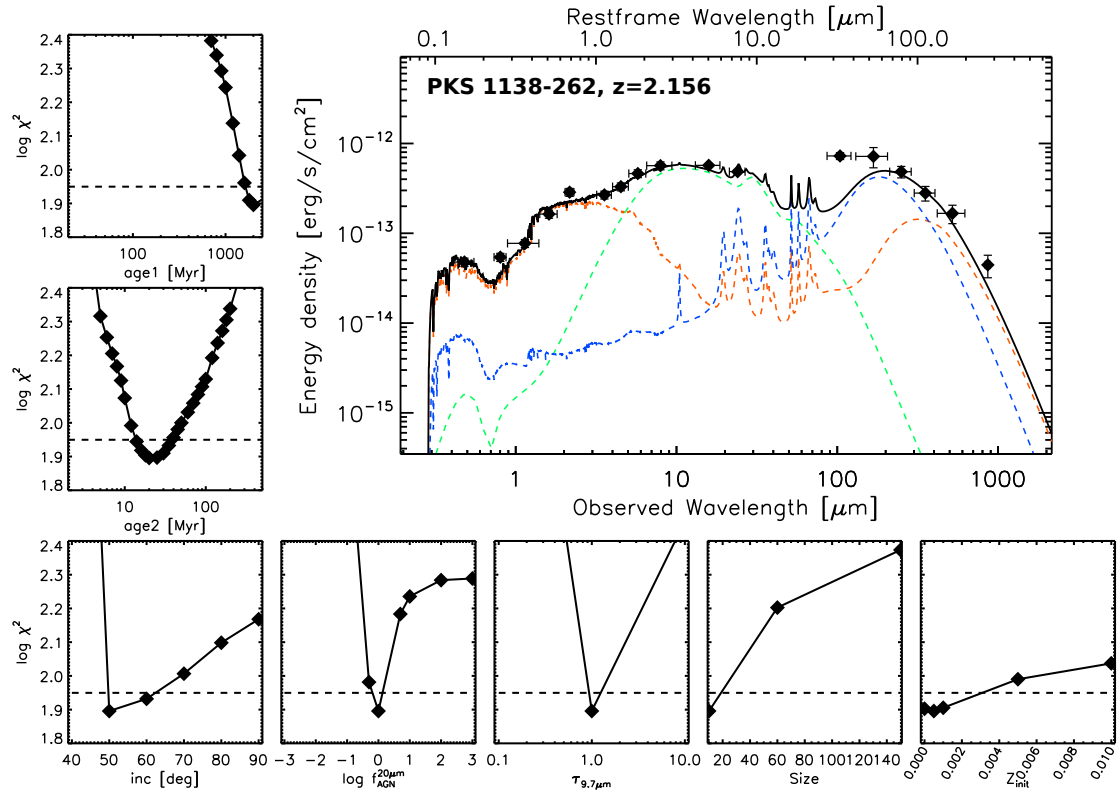 Restframe Wavelength [μm]
0.1 1.0 10.0 100.0
PKS 1138-262, z=2.156
Energy density [erg/s/cm²]
10⁻¹²
10⁻¹³
10⁻¹⁴
10⁻¹⁵
1 10 100 1000
Observed Wavelength [μm]
2.4
2.3
2.2
2.1
2.0
1.9
1.8
log χ²
100 1000
age1 [Myr]
2.4
2.3
2.2
2.1
2.0
1.9
1.8
log χ²
10 100
age2 [Myr]
2.4
2.3
2.2
2.1
2.0
1.9
1.8
log χ²
40 50 60 70 80 90
inc [deg]
-3 -2 -1 0 1 2 3
log f_AGN^20μm
0.1 1.0 10.0
τ_9.7μm
20 40 60 80 100 120 140
Size
0.000 0.002 0.004 0.006 0.008 0.010
Z_init